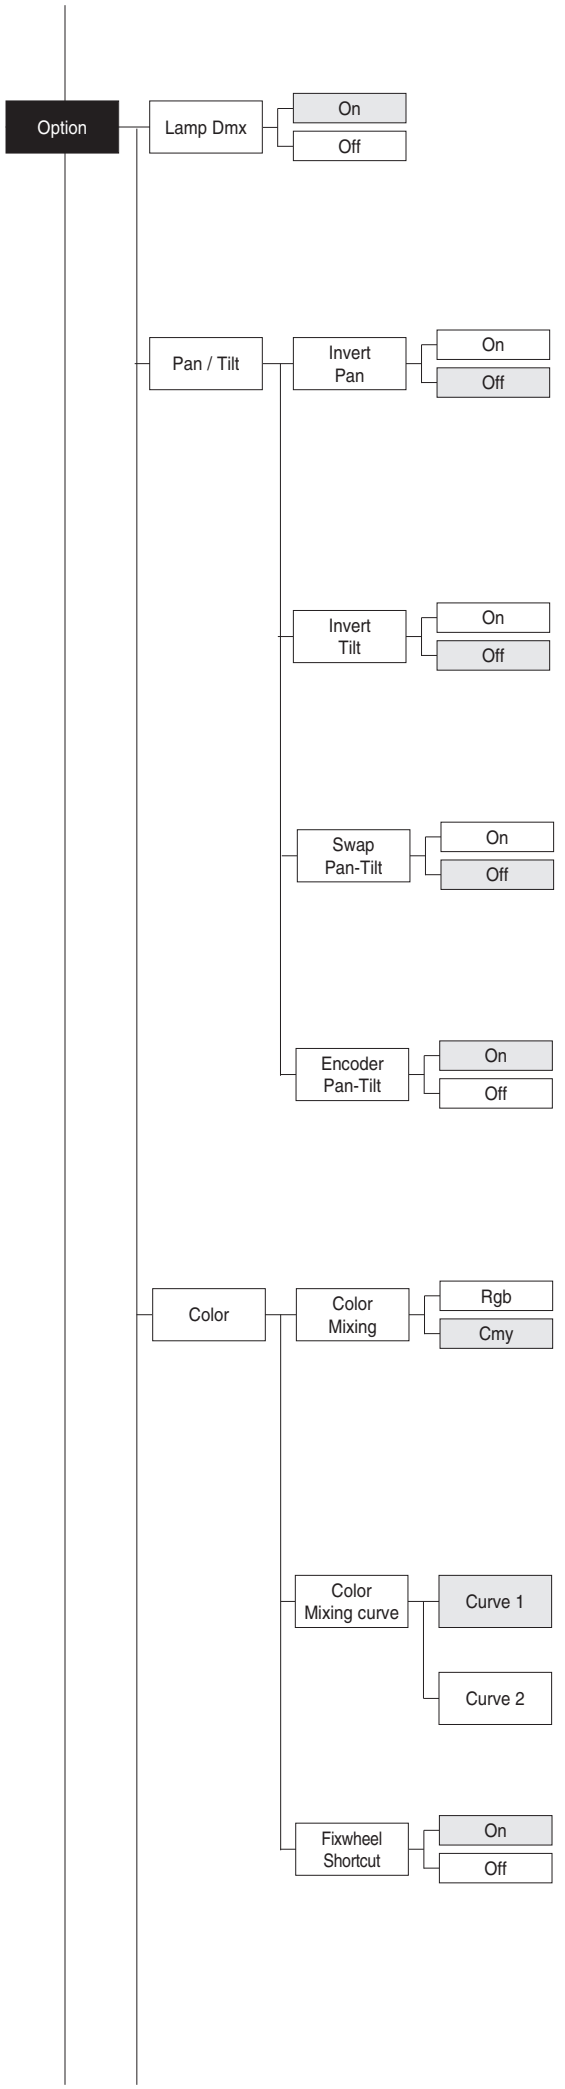 Option
Lamp Dmx
On
Off
Pan / Tilt
Invert
Pan
On
Off
Invert
Tilt
On
Off
Swap
Pan-Tilt
On
Off
Encoder
Pan-Tilt
On
Off
Color
Color
Mixing
Rgb
Cmy
Color
Mixing curve
Curve 1
Curve 2
Fixwheel
Shortcut
On
Off